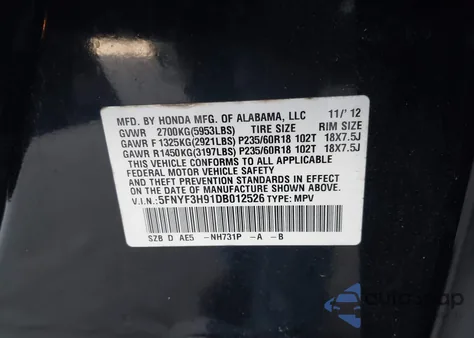 MFD. BY HONDA MFG. OF ALABAMA, LLC 11/'12
GVWR 2700KG(5953LBS) TIRE SIZE RIM SIZE
GAWR F 1325KG(2921LBS) P235/60R18 102T 18X7.5J
GAWR R1450KG(3197LBS) P235/60R18 102T 18X7.5J
THIS VEHICLE CONFORMS TO ALL APPLICABLE
FEDERAL MOTOR VEHICLE SAFETY AND
THEFT PREVENTION STANDARDS IN EFFECT ON
THE DATE OF MANUFACTURE SHOWN ABOVE.
V.I.N.:5FNYF3H91DB012526 TYPE: MPV
SZB D AE5 -NH731P -A -B